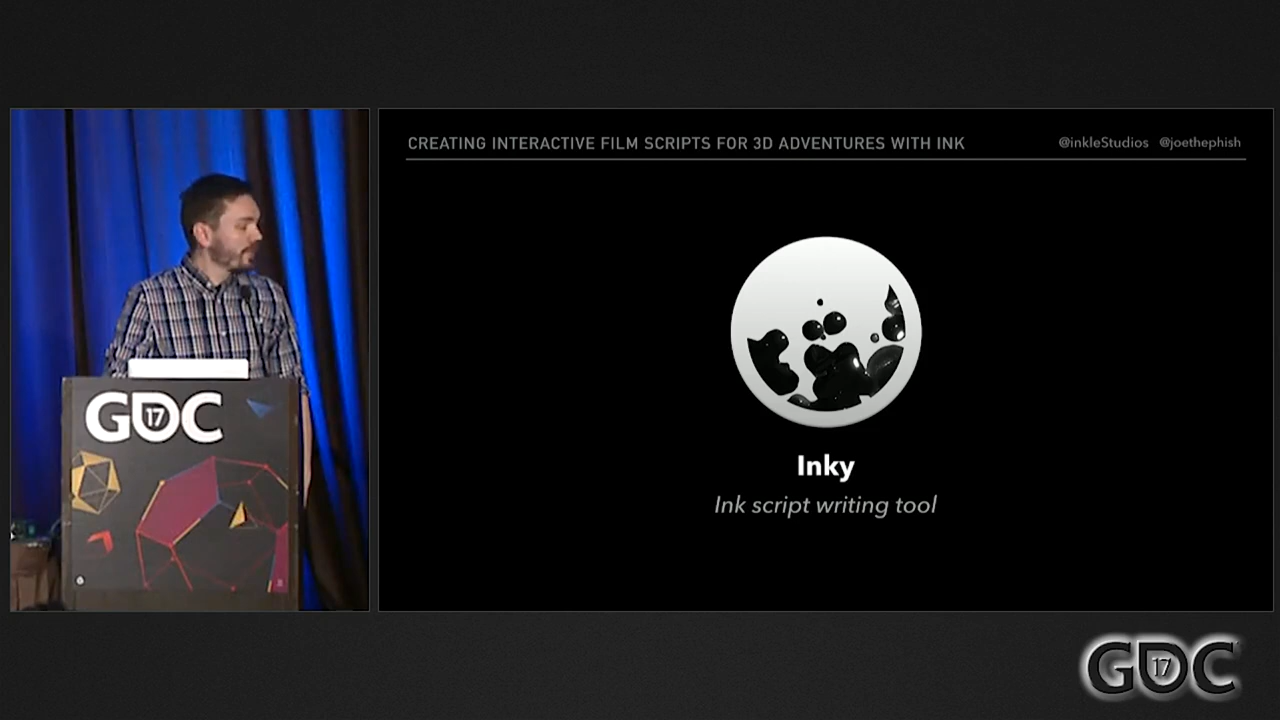 CREATING INTERACTIVE FILM SCRIPTS FOR 3D ADVENTURES WITH INK
@inkleStudios @joethephish
Inky
Ink script writing tool
GDC 17
GDC 17